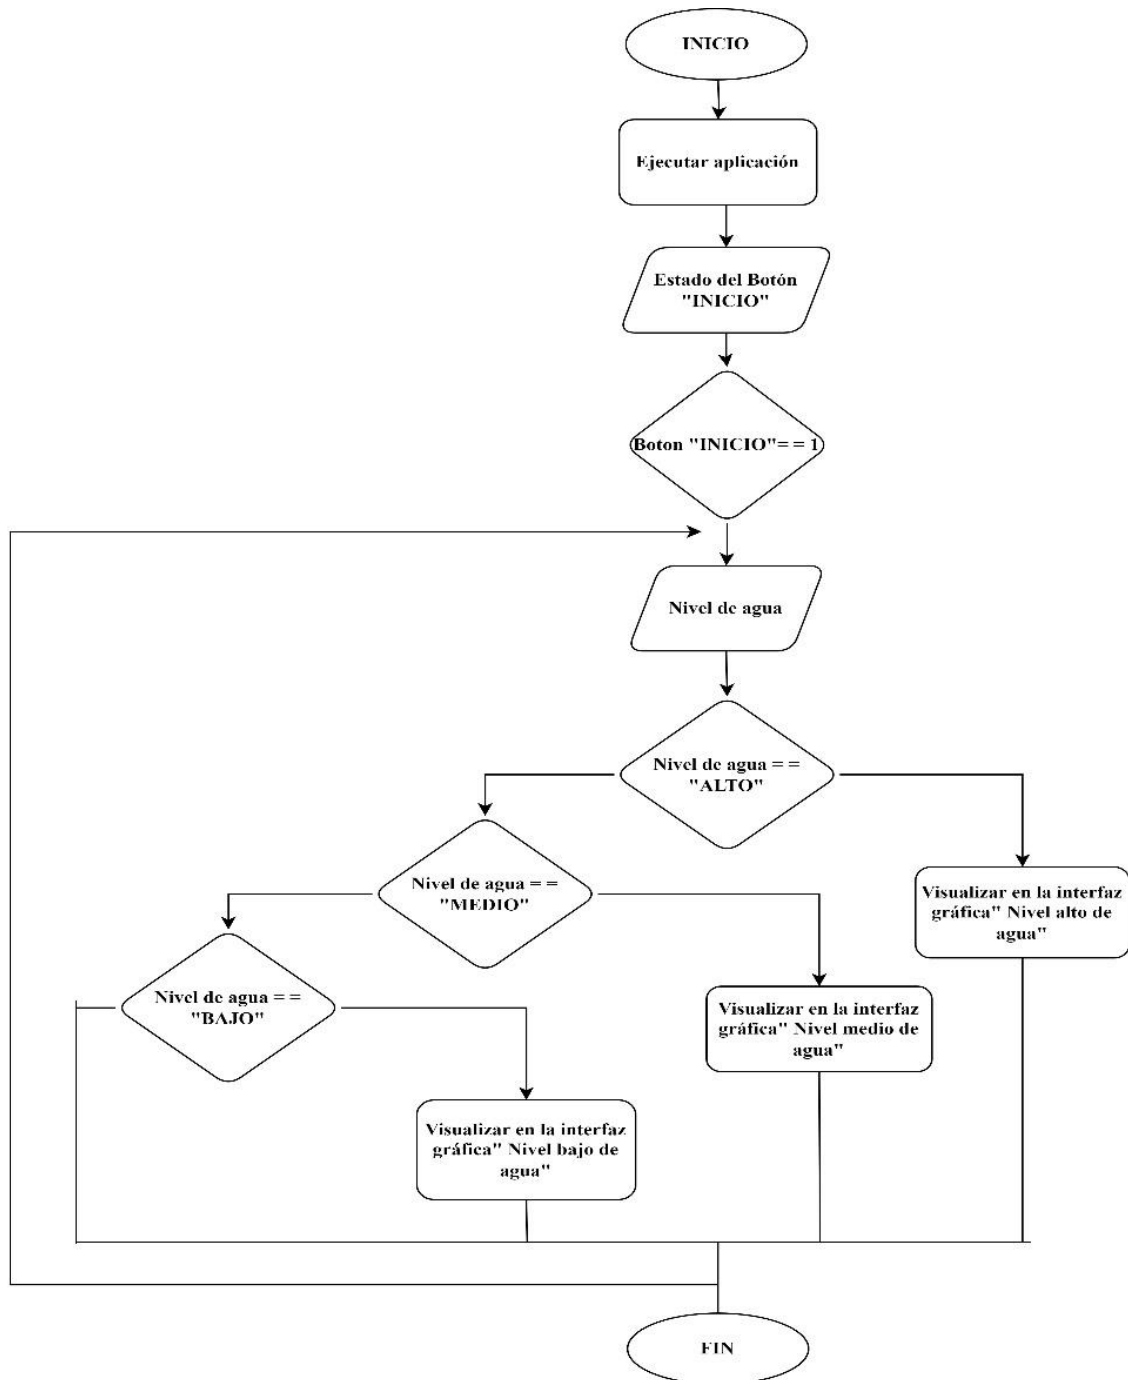 INICIO
Ejecutar aplicación
Estado del Botón
"INICIO"
Boton "INICIO"= = 1
Nivel de agua
Nivel de agua = =
"ALTO"
Nivel de agua = =
"MEDIO"
Visualizar en la interfaz
gráfica" Nivel alto de
agua"
Nivel de agua = =
"BAJO"
Visualizar en la interfaz
gráfica" Nivel medio de
agua"
Visualizar en la interfaz
gráfica" Nivel bajo de
agua"
FIN